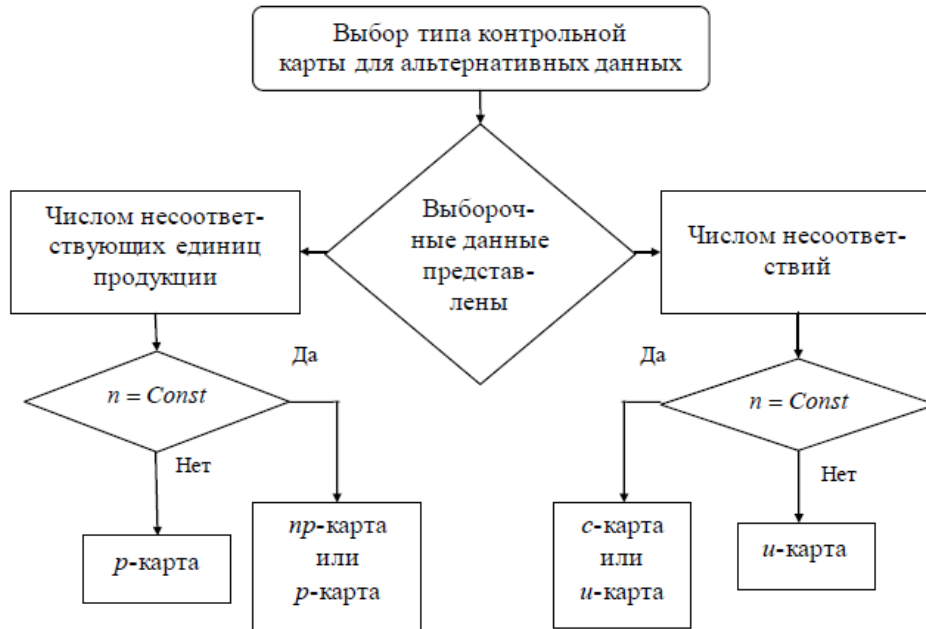 Выбор типа контрольной
карты для альтернативных данных
Выбороч-
ные данные
представ-
лены
Числом несоответ-
ствующих единиц
продукции
Числом несоответ-
ствий
Да
n = Const
Нет
Да
n = Const
Нет
p-карта
np-карта
или
p-карта
c-карта
или
u-карта
u-карта